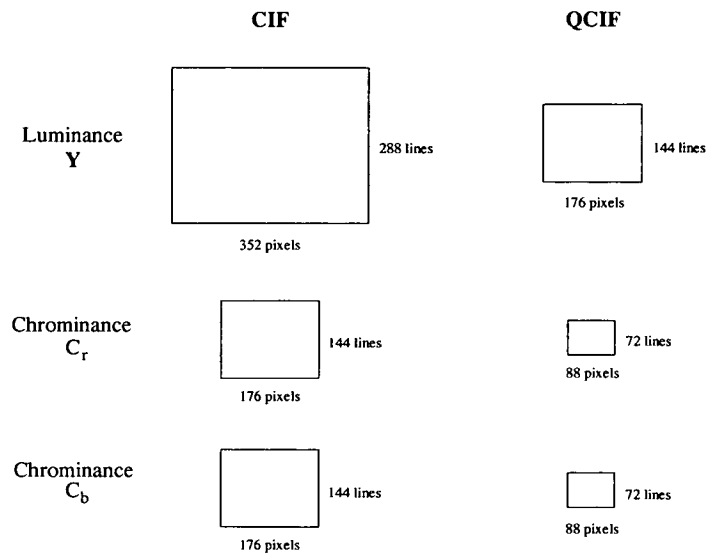 CIF
QCIF
Luminance
Y
288 lines
144 lines
352 pixels
176 pixels
Chrominance
Cr
144 lines
72 lines
176 pixels
88 pixels
Chrominance
Cb
144 lines
72 lines
176 pixels
88 pixels